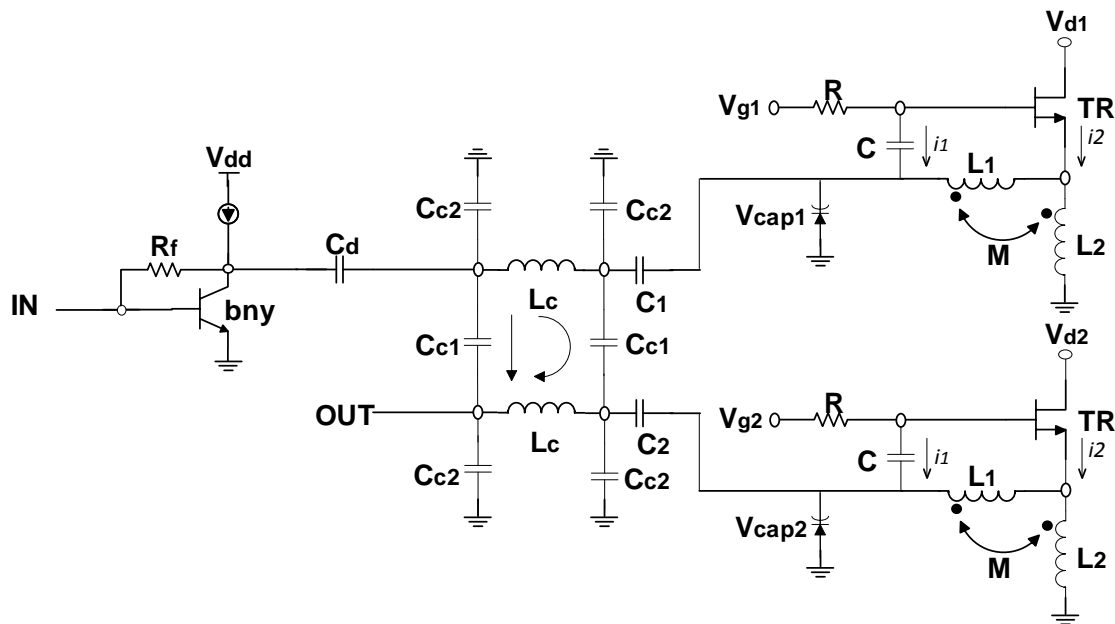 Vd1
R
Vg1
TR
C
i1
i2
L1
Vdd
Cc2
Cc2
Vcap1
M
L2
Rf
Cd
IN
bny
Lc
C1
Cc1
Cc1
Vd2
OUT
R
Vg2
TR
Lc
C2
C
i1
i2
L1
Cc2
Cc2
Vcap2
M
L2